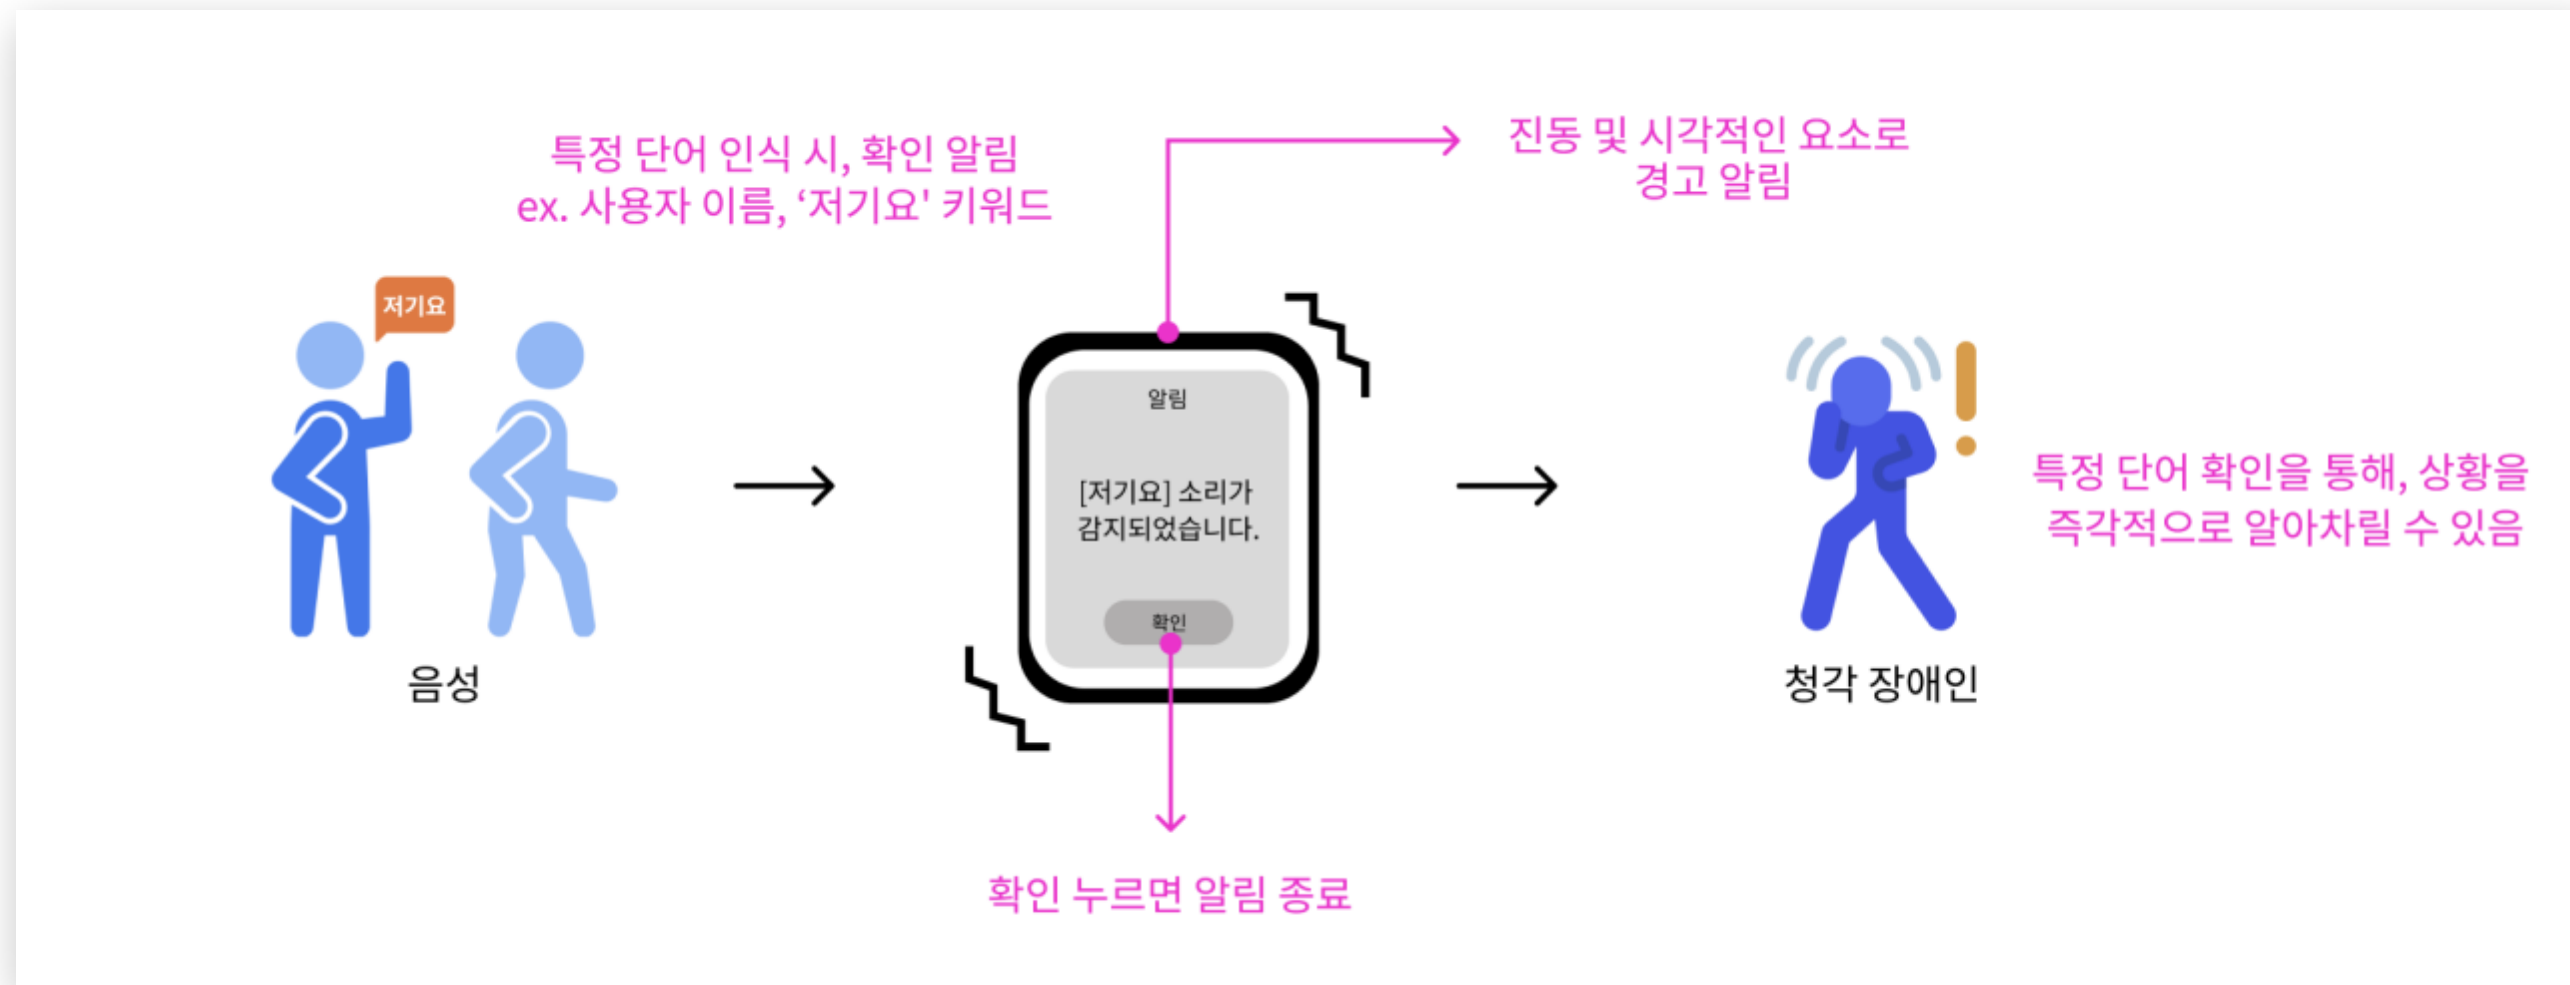 특정 단어 인식 시, 확인 알림
ex. 사용자 이름, ‘저기요' 키워드
진동 및 시각적인 요소로
경고 알림
저기요
알림
[저기요] 소리가
감지되었습니다.
확인
특정 단어 확인을 통해, 상황을
즉각적으로 알아차릴 수 있음
음성
청각 장애인
확인 누르면 알림 종료